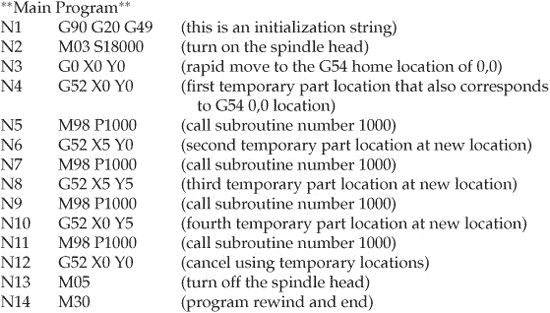 **Main Program**
N1 G90 G20 G49 (this is an initialization string)
N2 M03 S18000 (turn on the spindle head)
N3 G0 X0 Y0 (rapid move to the G54 home location of 0,0)
N4 G52 X0 Y0 (first temporary part location that also corresponds
to G54 0,0 location)
N5 M98 P1000 (call subroutine number 1000)
N6 G52 X5 Y0 (second temporary part location at new location)
N7 M98 P1000 (call subroutine number 1000)
N8 G52 X5 Y5 (third temporary part location at new location)
N9 M98 P1000 (call subroutine number 1000)
N10 G52 X0 Y5 (fourth temporary part location at new location)
N11 M98 P1000 (call subroutine number 1000)
N12 G52 X0 Y0 (cancel using temporary locations)
N13 M05 (turn off the spindle head)
N14 M30 (program rewind and end)